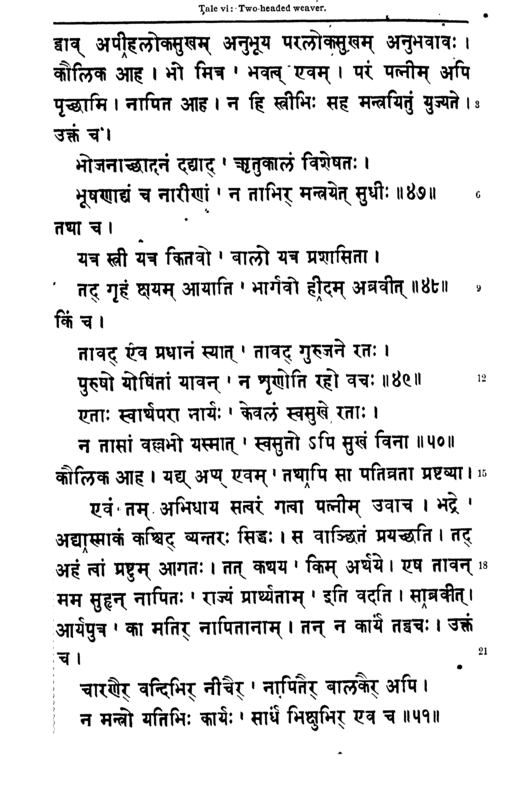 Tale vi: Two-headed weaver.
द्वाव् अपीहलोकसुखम् अनुभूय परलोकसुखम् अनुभवावः।
कौलिक आह। भो मित्र ' भवत्व् एवम्। परं पत्नीम् अपि
पृच्छामि। नापित आह। न हि स्त्रीभिः सह मन्त्रयितुं युज्यते। 3
उक्तं च।
भोजनाच्छादनं दद्याद् ' ऋतुकालं विशेषतः।
भूषणाद्यं च नारीणां ' न ताभिर् मन्त्रयेत् सुधीः॥४७॥ 6
तथा च।
यत्र स्त्री यत्र कितवो ' बालो यत्र प्रशासिता।
तद् गृहं क्षयम् आयाति ' भार्गवो हीदम् अब्रवीत्॥४८॥ 9
किं च।
तावद् एव प्रधानं स्यात् ' तावद् गुरुजने रतः।
पुरुषो योषितां यावन् ' न शृणोति रहो वचः॥४९॥ 12
एताः स्वार्थपरा नार्यः ' केवलं स्वसुखे रताः।
न तासां वल्लभो यस्मात् ' स्वसुतो ऽपि सुखं विना॥५०॥
कौलिक आह। यद्य् अप्य् एवम् ' तथापि सा पतिव्रता प्रष्टव्या। 15
एवं तम् अभिधाय सत्वरं गत्वा पत्नीम् उवाच। भद्रे '
अद्यास्माकं कश्चिद् व्यन्तरः सिद्धः। स वाञ्छितं प्रयच्छति। तद्
अहं त्वां प्रष्टुम् आगतः। तत् कथय ' किम् अर्थये। एष तावन् 18
मम सुहृन् नापितः ' राज्यं प्रार्थ्यताम् ' इति वदति। साब्रवीत्।
आर्यपुत्र ' का मतिर् नापितानाम्। तन् न कार्यं तद्वचः। उक्तं
च। 21
चारणैर् वन्दिभिर् नीचैर् ' नापितैर् बालकैर् अपि।
न मन्त्रो यतिभिः कार्यः ' सार्धं भिक्षुभिर् एव च॥५१॥